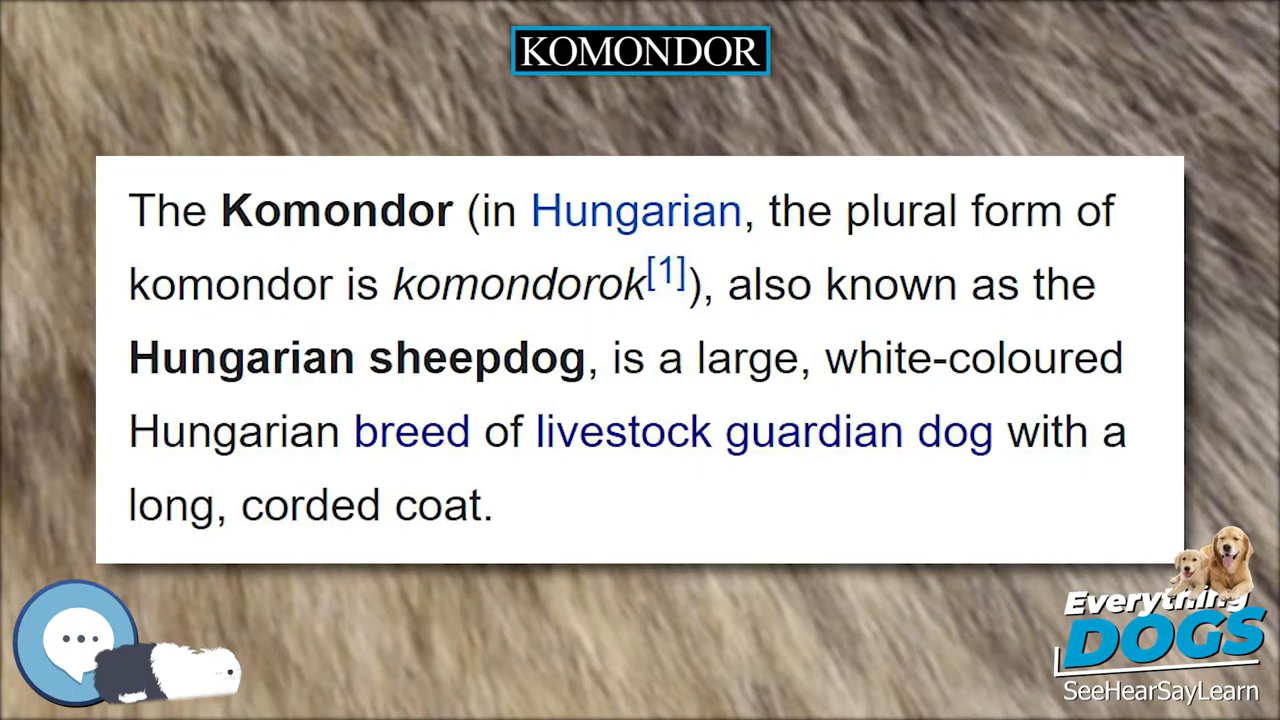 KOMONDOR
The Komondor (in Hungarian, the plural form of
komondor is komondorok[1]), also known as the
Hungarian sheepdog, is a large, white-coloured
Hungarian breed of livestock guardian dog with a
long, corded coat.
Everything
DOGS
SeeHearSayLearn